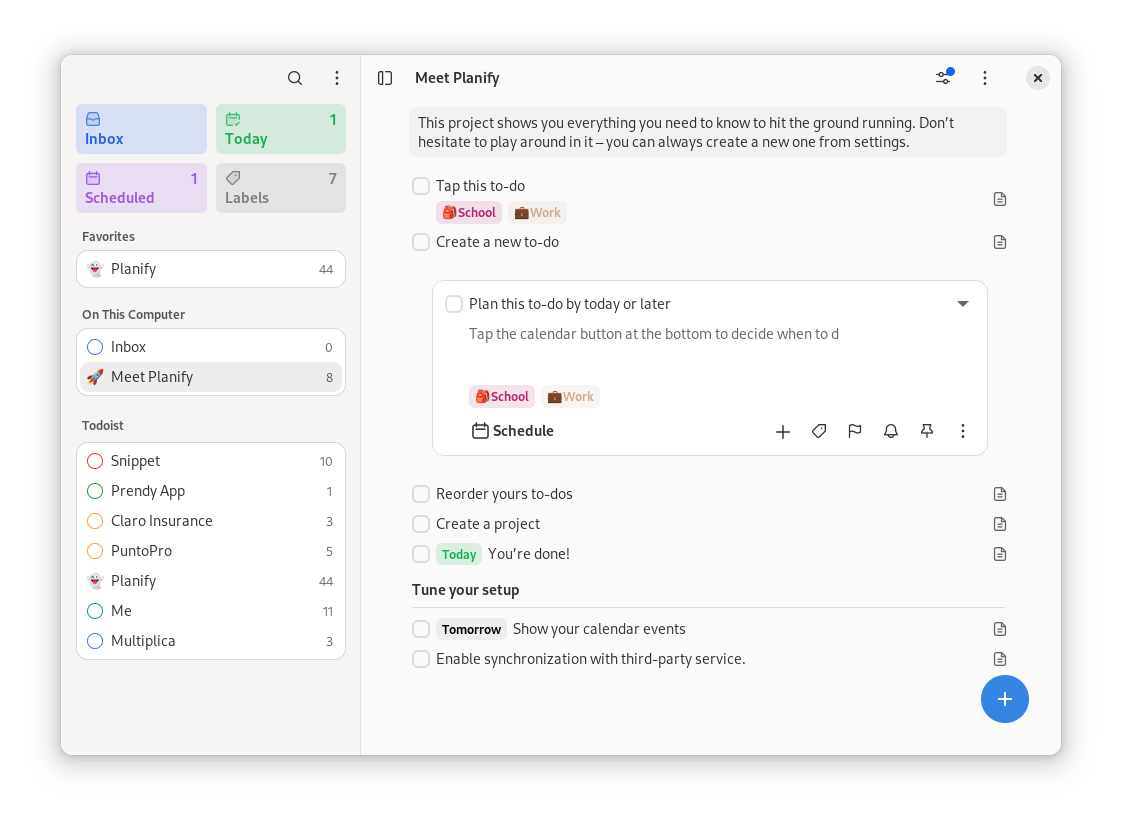 Meet Planify
Inbox
Today 1
Scheduled 1
Labels 7
Favorites
Planify 44
On This Computer
Inbox 0
Meet Planify 8
Todoist
Snippet 10
Prendy App 1
Claro Insurance 3
PuntoPro 5
Planify 44
Me 11
Multiplica 3
This project shows you everything you need to know to hit the ground running. Don’t
hesitate to play around in it – you can always create a new one from settings.
Tap this to-do
🎒School 💼Work
Create a new to-do
Plan this to-do by today or later
Tap the calendar button at the bottom to decide when to d
🎒School 💼Work
Schedule
Reorder yours to-dos
Create a project
Today You’re done!
Tune your setup
Tomorrow Show your calendar events
Enable synchronization with third-party service.